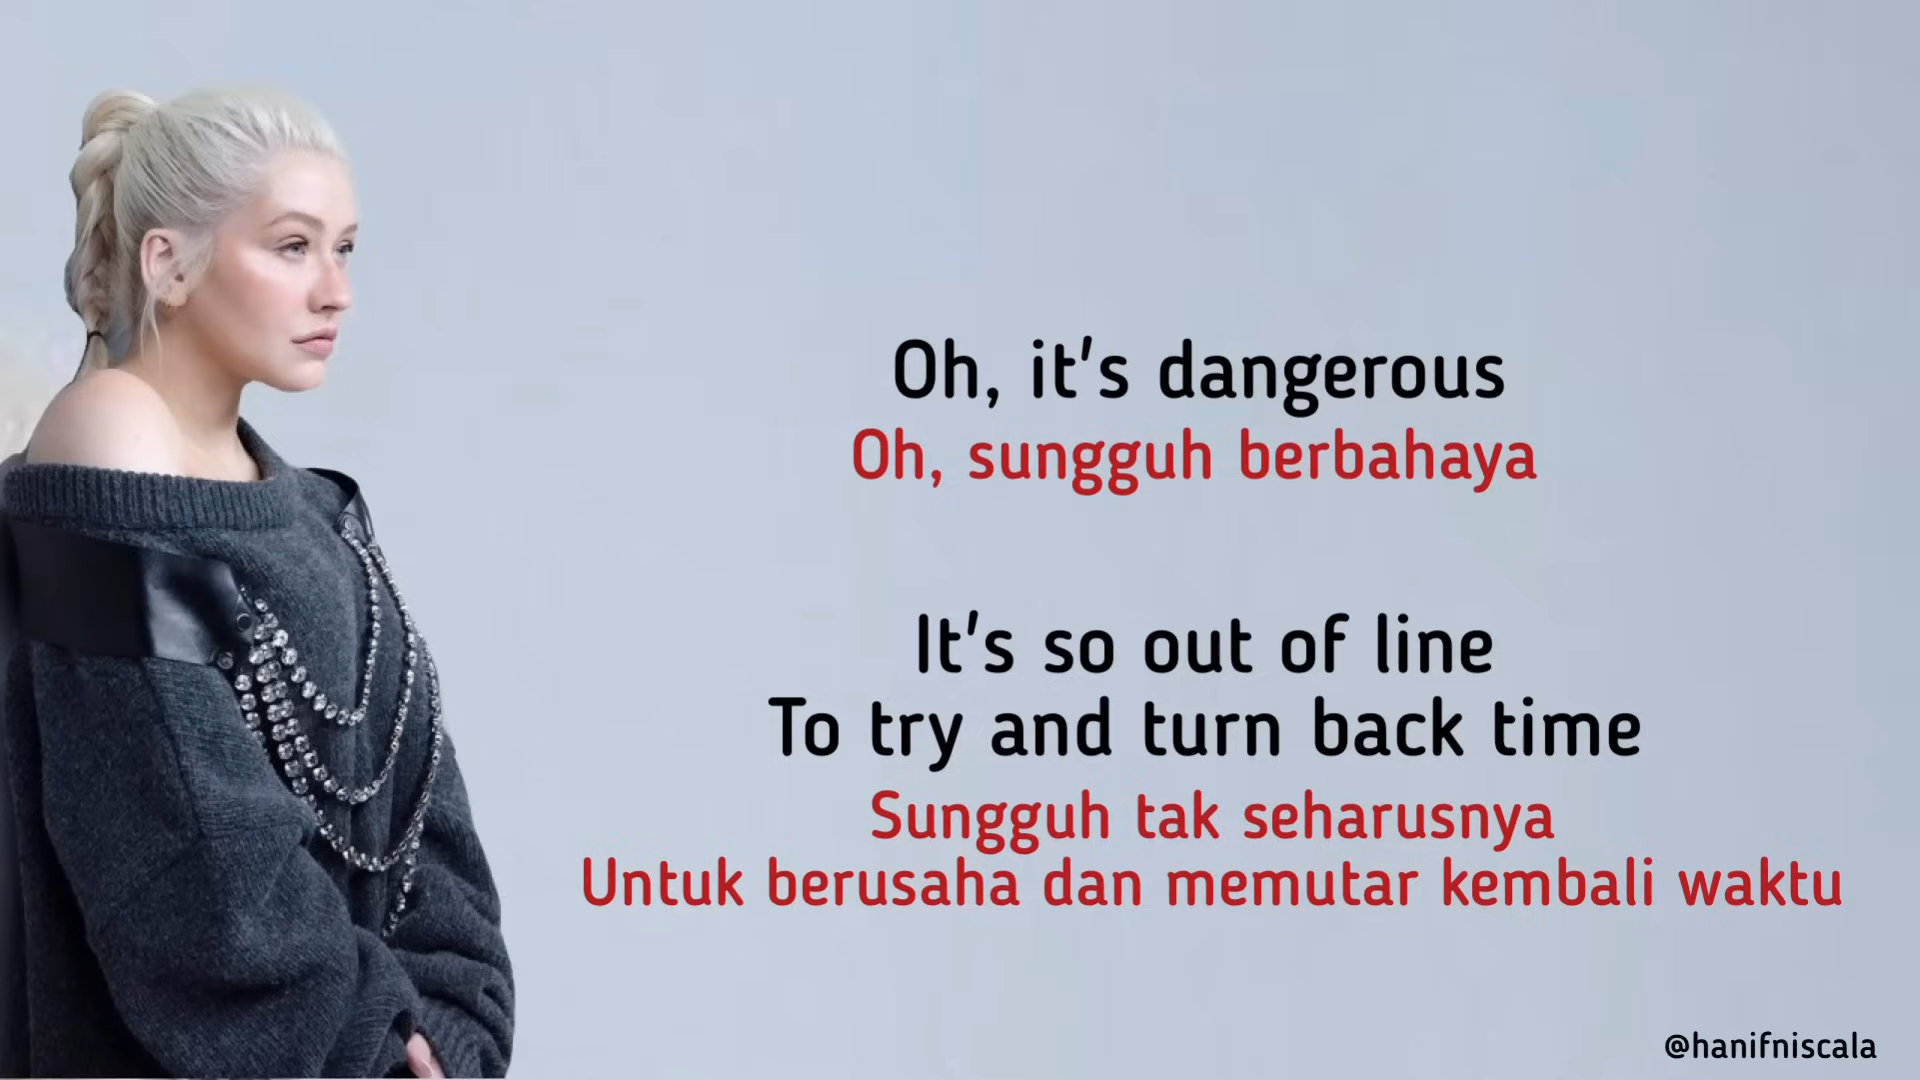 Oh, it's dangerous
Oh, sungguh berbahaya
It's so out of line
To try and turn back time
Sungguh tak seharusnya
Untuk berusaha dan memutar kembali waktu
@hanifniscala